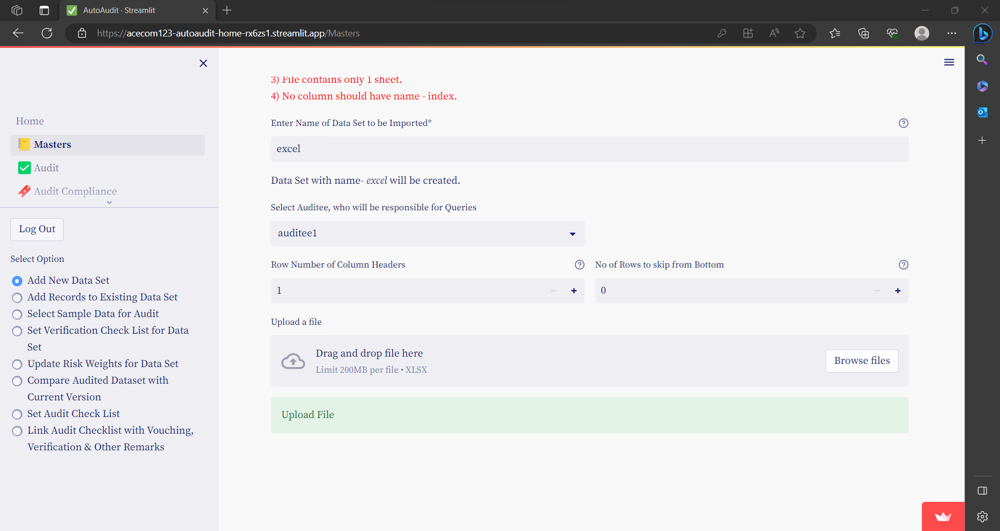 AutoAudit · Streamlit
https://acecom123-autoaudit-home-rx6zs1.streamlit.app/Masters
Home
Masters
Audit
Audit Compliance
Log Out
Select Option
Add New Data Set
Add Records to Existing Data Set
Select Sample Data for Audit
Set Verification Check List for Data
Set
Update Risk Weights for Data Set
Compare Audited Dataset with
Current Version
Set Audit Check List
Link Audit Checklist with Vouching,
Verification & Other Remarks
3) File contains only 1 sheet.
4) No column should have name - index.
Enter Name of Data Set to be Imported*
excel
Data Set with name- excel will be created.
Select Auditee, who will be responsible for Queries
auditee1
Row Number of Column Headers
1
No of Rows to skip from Bottom
0
Upload a file
Drag and drop file here
Limit 200MB per file • XLSX
Browse files
Upload File